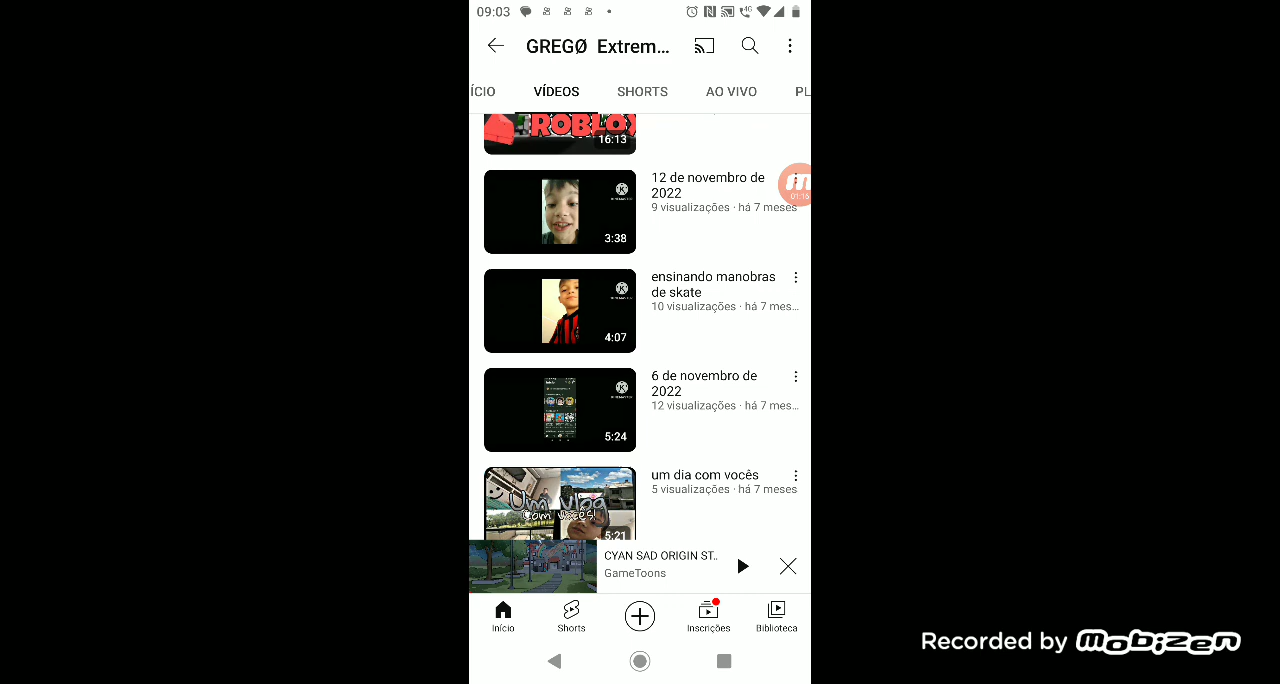 09:03
GREGØ Extrem...
ÍCIO VÍDEOS SHORTS AO VIVO PL
ROBLOX
16:13
12 de novembro de
2022
9 visualizações · há 7 meses
01:16
3:38
ensinando manobras
de skate
10 visualizações · há 7 mes...
4:07
6 de novembro de
2022
12 visualizações · há 7 mes...
5:24
um dia com vocês
5 visualizações · há 7 meses
Um vlog
com vocês!
5:21
CYAN SAD ORIGIN ST..
GameToons
Início Shorts Inscrições Biblioteca
Recorded by mobizen